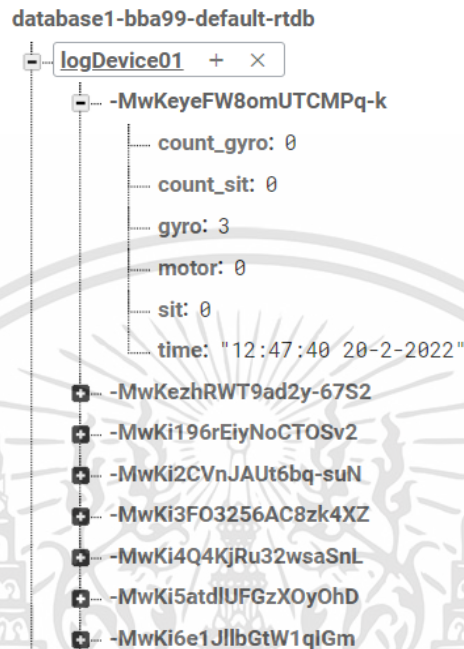 database1-bba99-default-rtdb
logDevice01 + ×
-MwKeyeFW8omUTCMPq-k
count_gyro: 0
count_sit: 0
gyro: 3
motor: 0
sit: 0
time: "12:47:40 20-2-2022"
-MwKezhRWT9ad2y-67S2
-MwKi196rEiyNoCTOSv2
-MwKi2CVnJAUt6bq-suN
-MwKi3FO3256AC8zk4XZ
-MwKi4Q4KjRu32wsaSnL
-MwKi5atdlUFGzXOyOhD
-MwKi6e1JllbGtW1qlGm